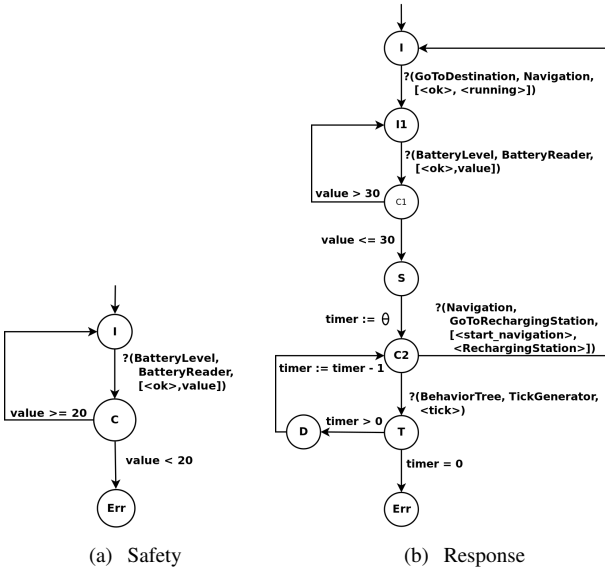 I
?(BatteryLevel,
BatteryReader,
[<ok>,value])
value >= 20
C
value < 20
Err
(a) Safety
I
?(GoToDestination, Navigation,
[<ok>, <running>])
I1
?(BatteryLevel, BatteryReader,
[<ok>,value])
value > 30
C1
value <= 30
S
timer := θ
?(Navigation,
GoToRechargingStation,
[<start_navigation>,
<RechargingStation>])
C2
timer := timer - 1
?(BehaviorTree, TickGenerator,
<tick>)
timer > 0
D
T
timer = 0
Err
(b) Response